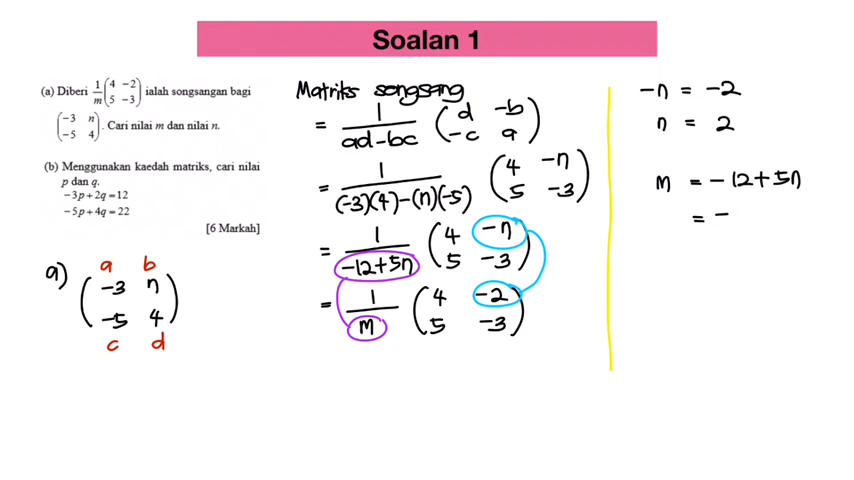 Soalan 1
(a) Diberi 1/m (4 -2 / 5 -3) ialah songsangan bagi
(-3 n / -5 4). Cari nilai m dan nilai n.
(b) Menggunakan kaedah matriks, cari nilai
p dan q.
-3p + 2q = 12
-5p + 4q = 22
[6 Markah]
a)
a b
(-3 n / -5 4)
c d
Matriks songsang
= 1/(ad-bc) (d -b / -c a)
= 1/((-3)(4)-(n)(-5)) (4 -n / 5 -3)
= 1/(-12+5n) (4 -n / 5 -3)
= 1/m (4 -2 / 5 -3)
-n = -2
n = 2
m = -12+5n
= -